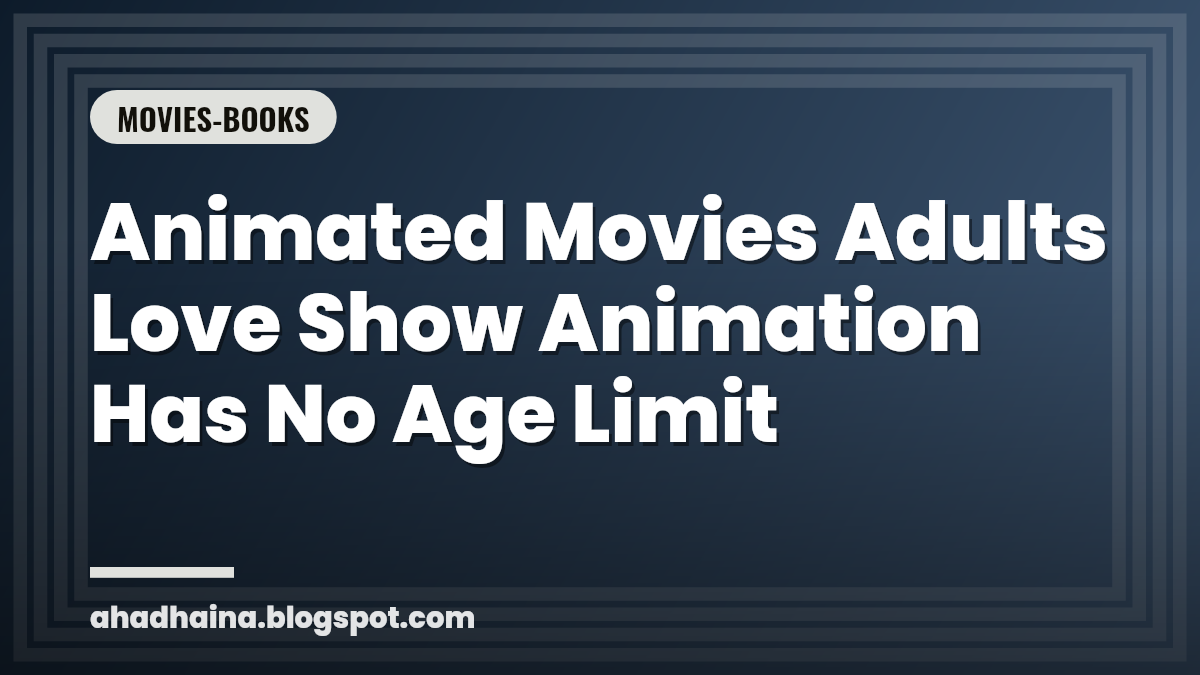 MOVIES-BOOKS
Animated Movies Adults
Love Show Animation
Has No Age Limit
ahadhaina.blogspot.com